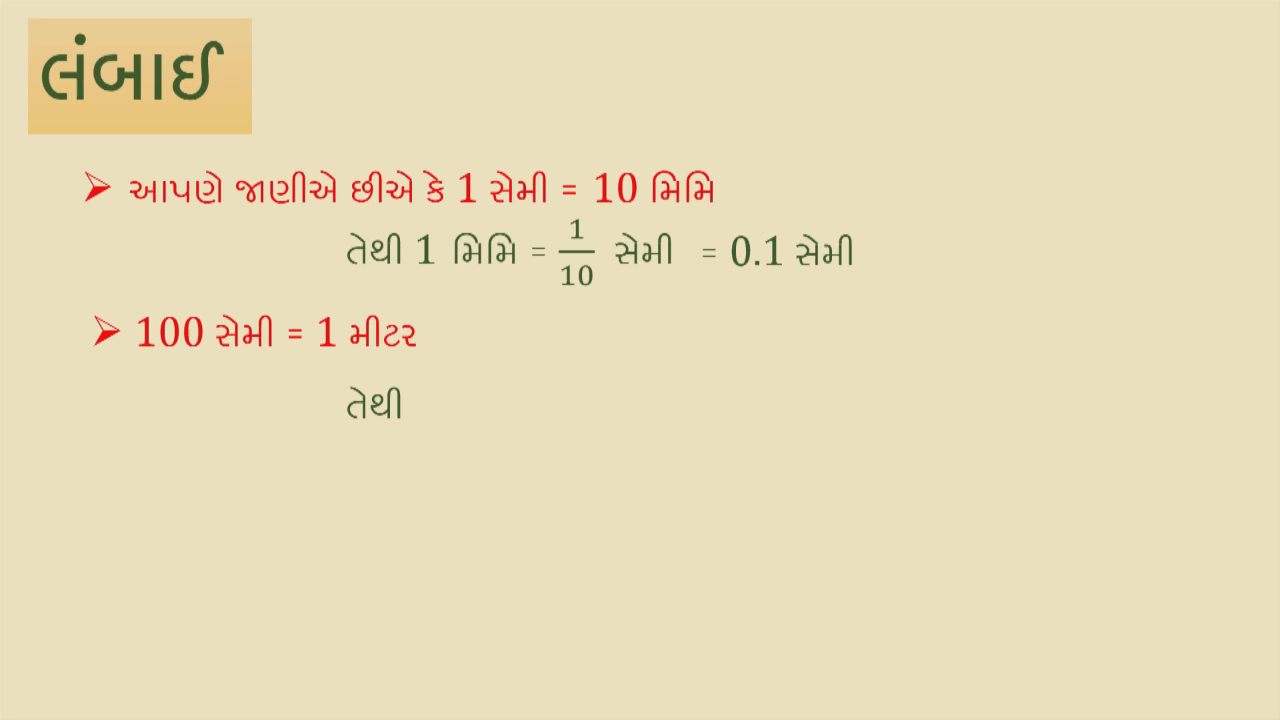 લંબાઈ
➢ આપણે જાણીએ છીએ કે 1 સેમી = 10 મિમિ
તેથી 1 મિમિ = 1/10 સેમી = 0.1 સેમી
➢ 100 સેમી = 1 મીટર
તેથી